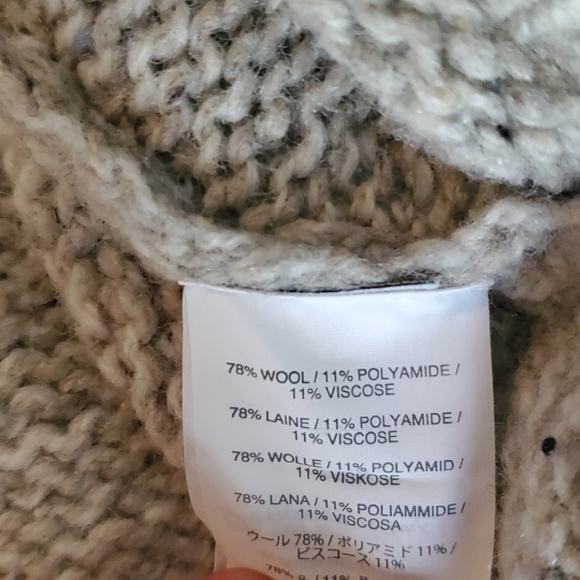 78% WOOL / 11% POLYAMIDE /
11% VISCOSE
78% LAINE / 11% POLYAMIDE /
11% VISCOSE
78% WOLLE / 11% POLYAMID /
11% VISKOSE
78% LANA / 11% POLIAMMIDE /
11% VISCOSA
ウール 78% / ポリアミド 11% /
ビスコース 11%
78% / 11%